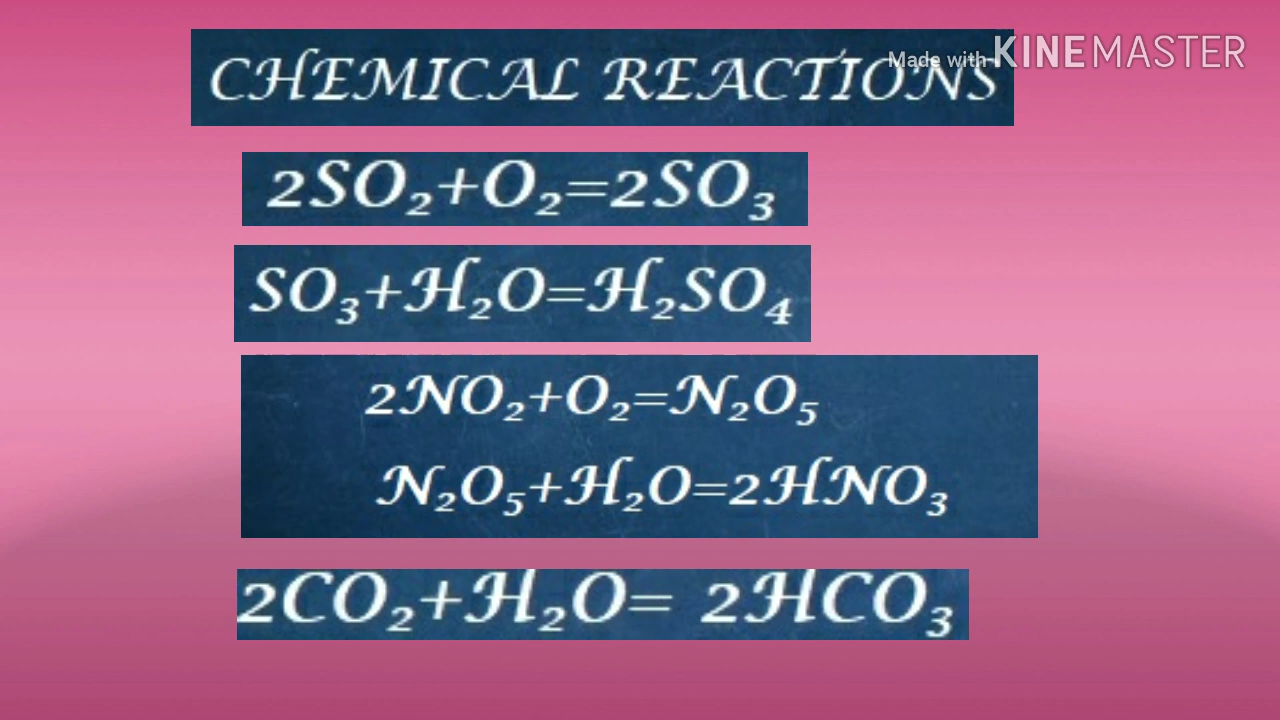 Made with KINEMASTER
CHEMICAL REACTIONS
2SO₂+O₂=2SO₃
SO₃+H₂O=H₂SO₄
2NO₂+O₂=N₂O₅
N₂O₅+H₂O=2HNO₃
2CO₂+H₂O= 2HCO₃